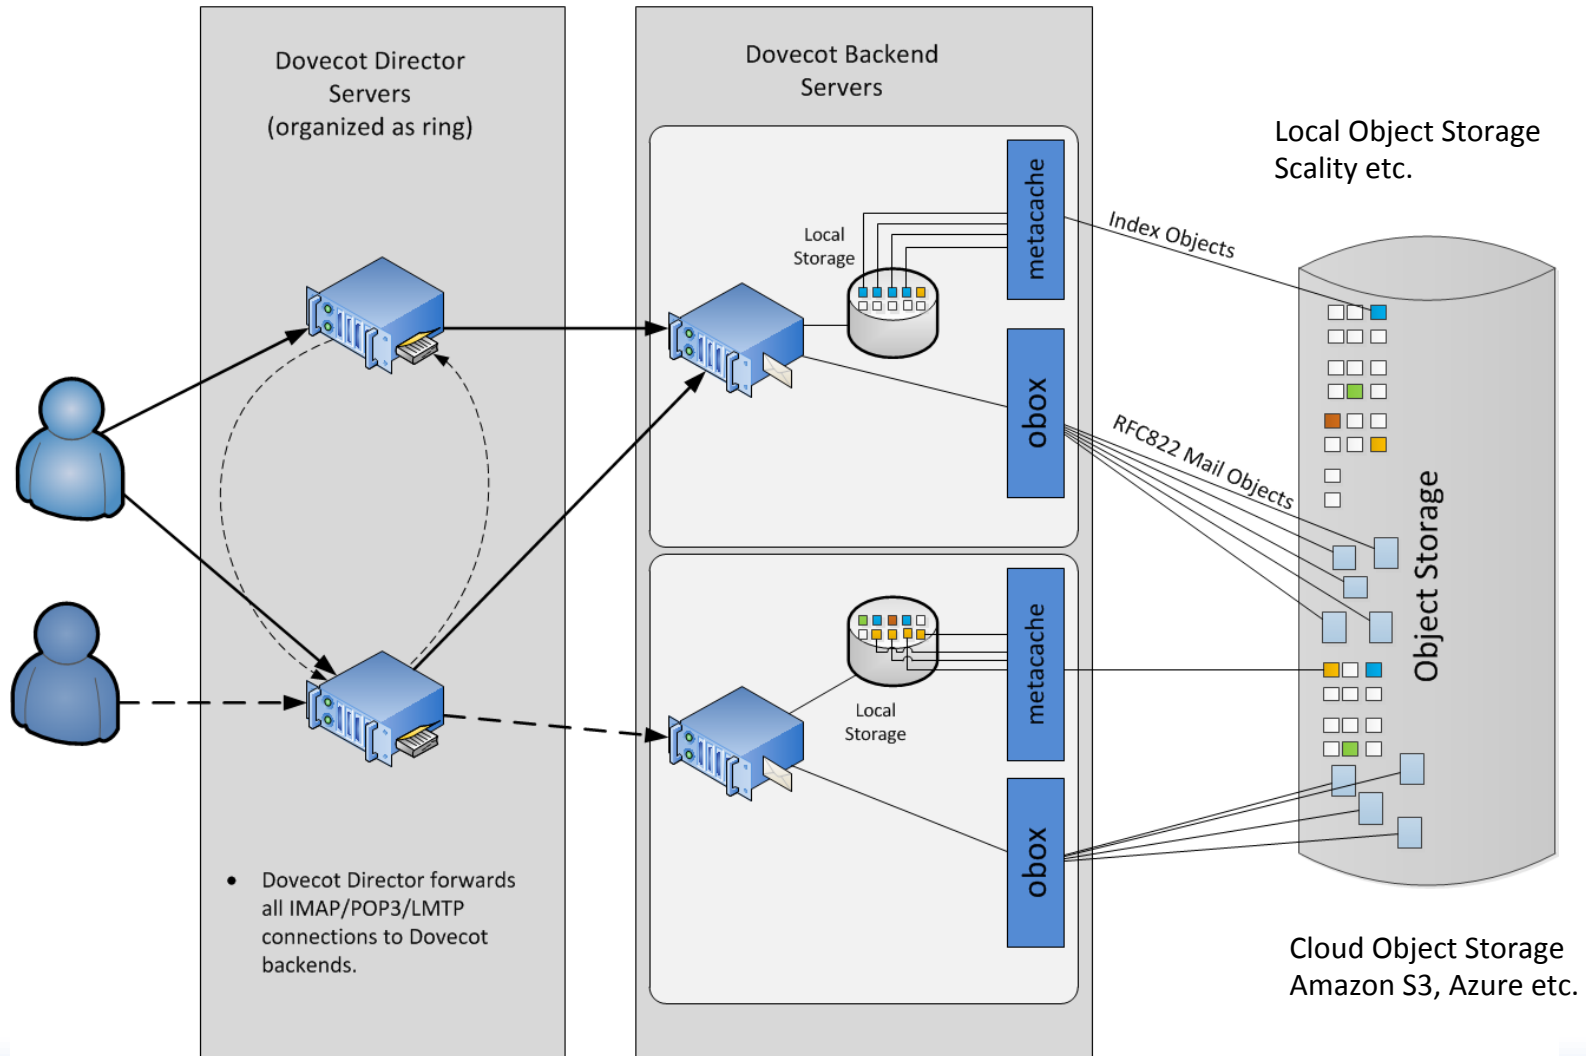 Dovecot Director
Servers
(organized as ring)
Dovecot Backend
Servers
Local Object Storage
Scality etc.
metacache
Local
Storage
Index Objects
obox
RFC822 Mail Objects
Object Storage
metacache
Local
Storage
obox
• Dovecot Director forwards
all IMAP/POP3/LMTP
connections to Dovecot
backends.
Cloud Object Storage
Amazon S3, Azure etc.